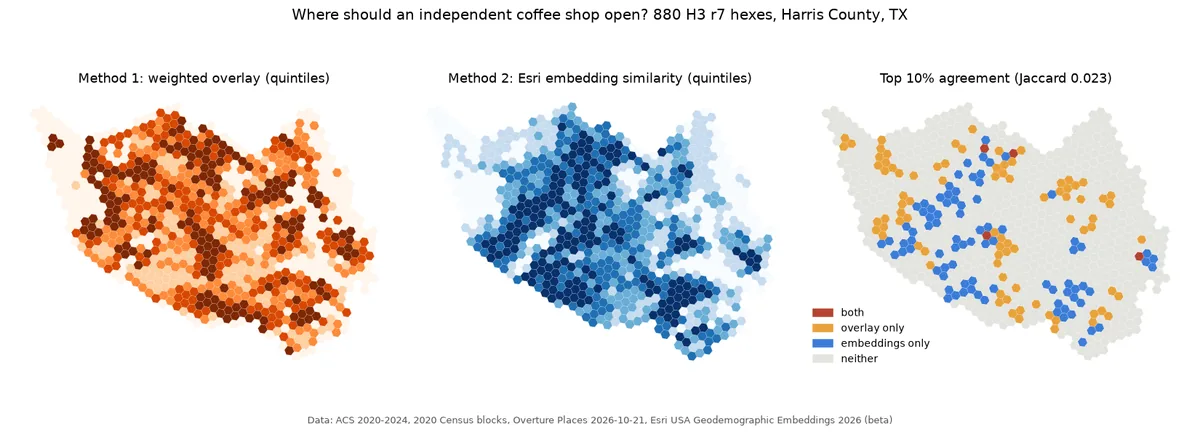 Where should an independent coffee shop open? 880 H3 r7 hexes, Harris County, TX
Method 1: weighted overlay (quintiles)
Method 2: Esri embedding similarity (quintiles)
Top 10% agreement (Jaccard 0.023)
both
overlay only
embeddings only
neither
Data: ACS 2020-2024, 2020 Census blocks, Overture Places 2026-10-21, Esri USA Geodemographic Embeddings 2026 (beta)